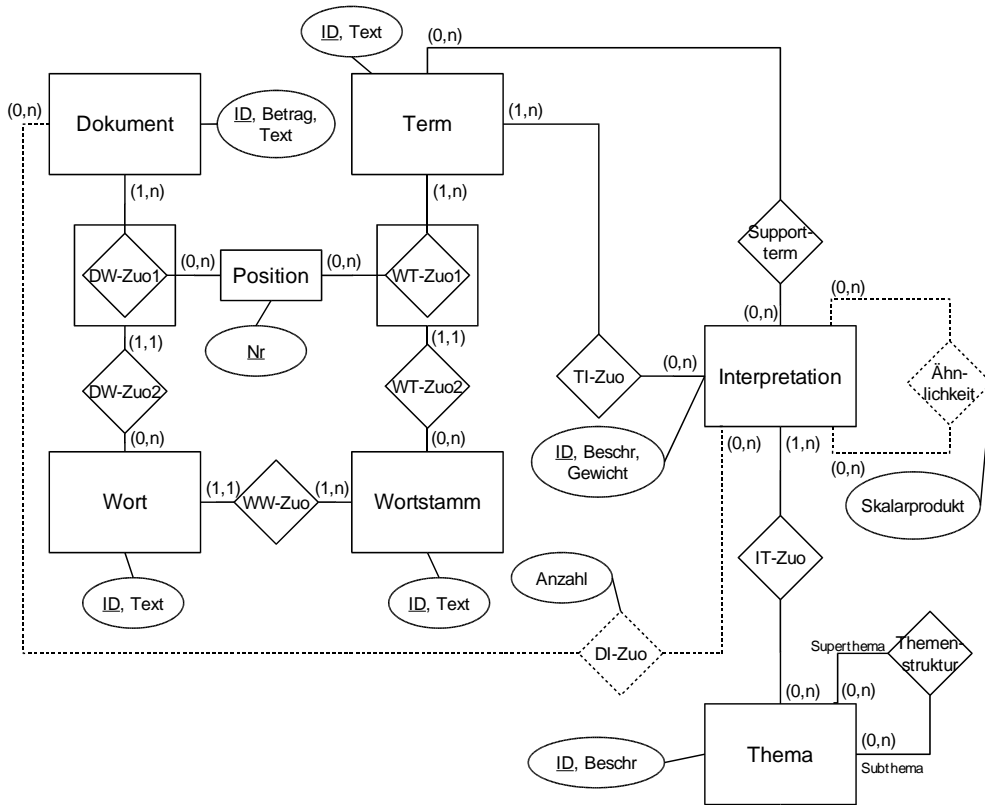 ID, Text
(0,n)
(0,n)
Dokument
ID, Betrag,
Text
Term
(1,n)
(1,n)
(1,n)
Support-
term
DW-Zuo1
(0,n)
Position
(0,n)
WT-Zuo1
(0,n)
(0,n)
(1,1)
Nr
(1,1)
DW-Zuo2
WT-Zuo2
TI-Zuo
(0,n)
Interpretation
Ähn-
lichkeit
(0,n)
(0,n)
ID, Beschr,
Gewicht
(0,n)
(1,n)
(0,n)
Wort
(1,1)
WW-Zuo
(1,n)
Wortstamm
Skalarprodukt
IT-Zuo
ID, Text
ID, Text
Anzahl
DI-Zuo
Superthema
Themen-
struktur
(0,n)
(0,n)
Thema
(0,n)
Subthema
ID, Beschr